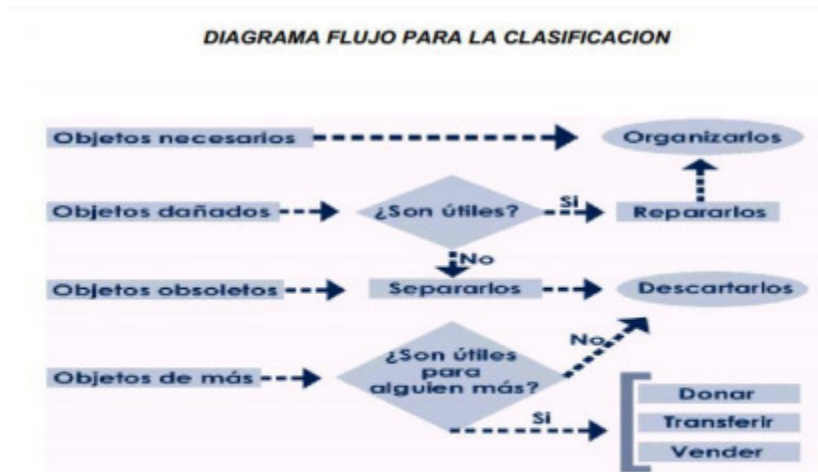 DIAGRAMA FLUJO PARA LA CLASIFICACION
Objetos necesarios
Organizarlos
Objetos dañados
¿Son útiles?
Si
Repararlos
No
Objetos obsoletos
Separarlos
Descartarlos
Objetos de más
¿Son útiles
para
alguien más?
No
Si
Donar
Transferir
Vender